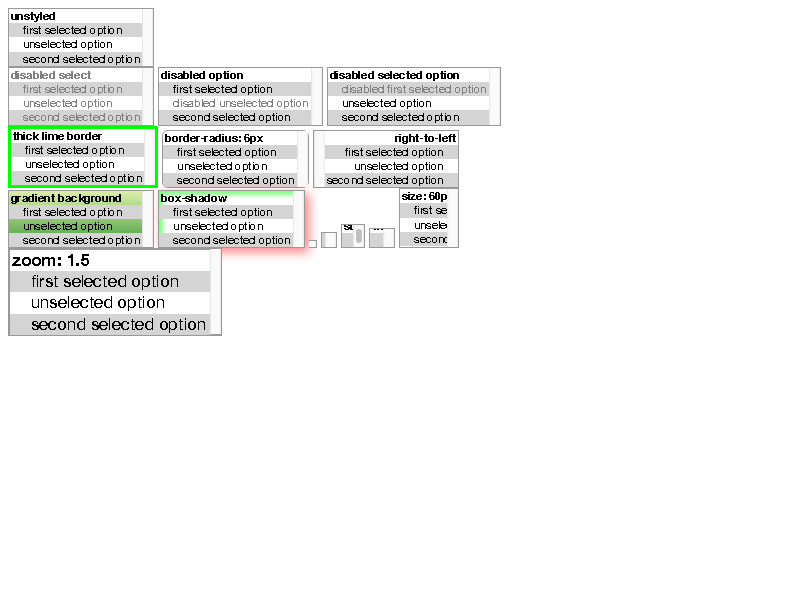 unstyled
first selected option
unselected option
second selected option
disabled select
first selected option
unselected option
second selected option
disabled option
first selected option
disabled unselected option
second selected option
disabled selected option
disabled first selected option
unselected option
second selected option
thick lime border
first selected option
unselected option
second selected option
border-radius: 6px
first selected option
unselected option
second selected option
right-to-left
first selected option
unselected option
second selected option
gradient background
first selected option
unselected option
second selected option
box-shadow
first selected option
unselected option
second selected option
size: 60p
first se
unsele
second
zoom: 1.5
first selected option
unselected option
second selected option